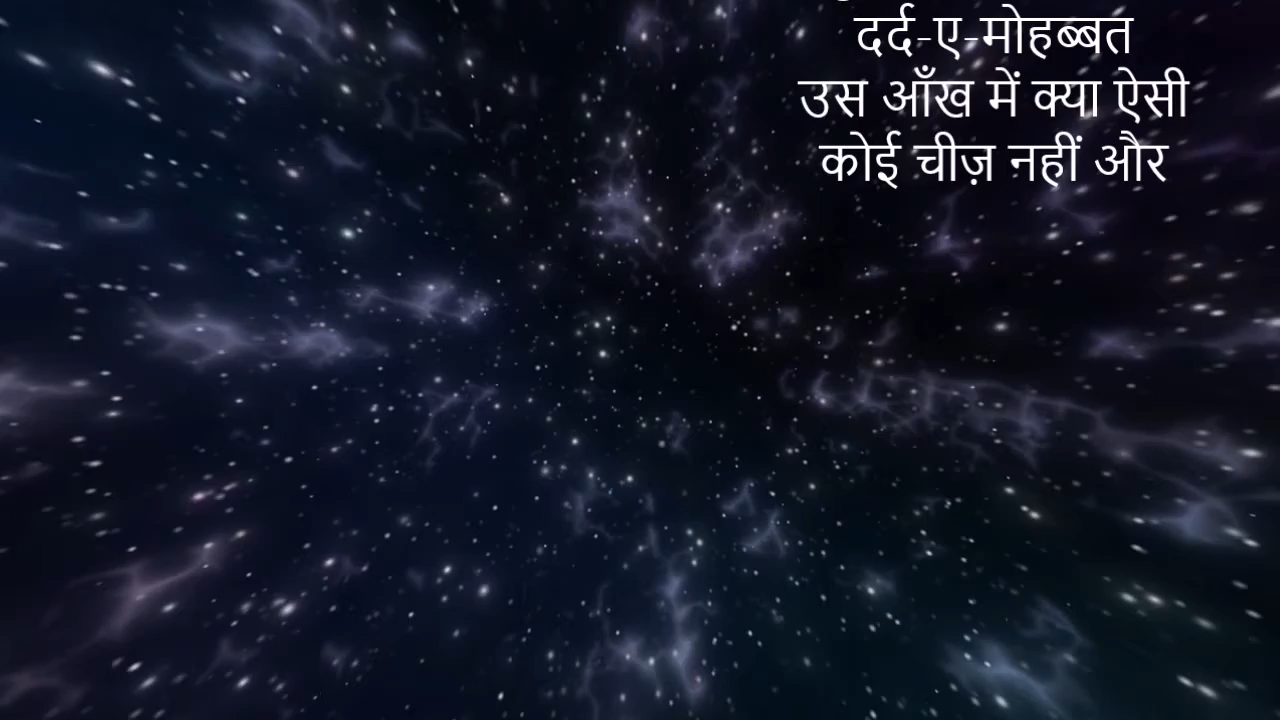 दर्द-ए-मोहब्बत
उस आँख में क्या ऐसी
कोई चीज़ नहीं और